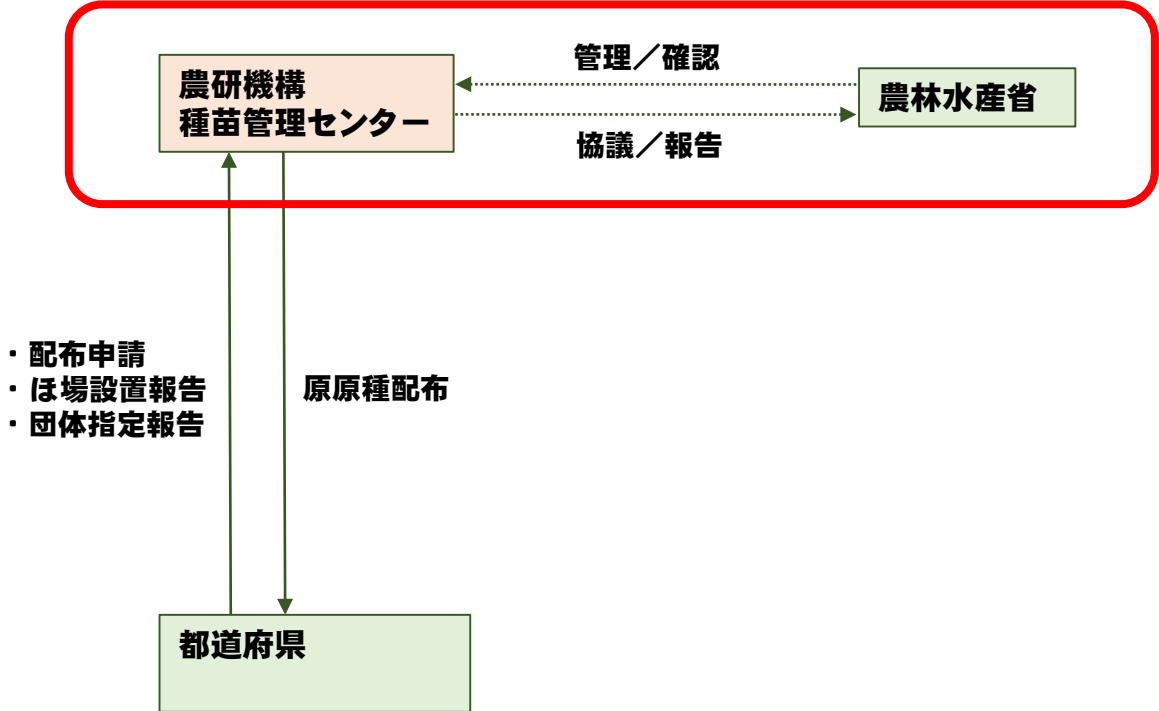 管理／確認
農研機構
種苗管理センター
農林水産省
協議／報告
・配布申請
・ほ場設置報告
・団体指定報告
原原種配布
都道府県